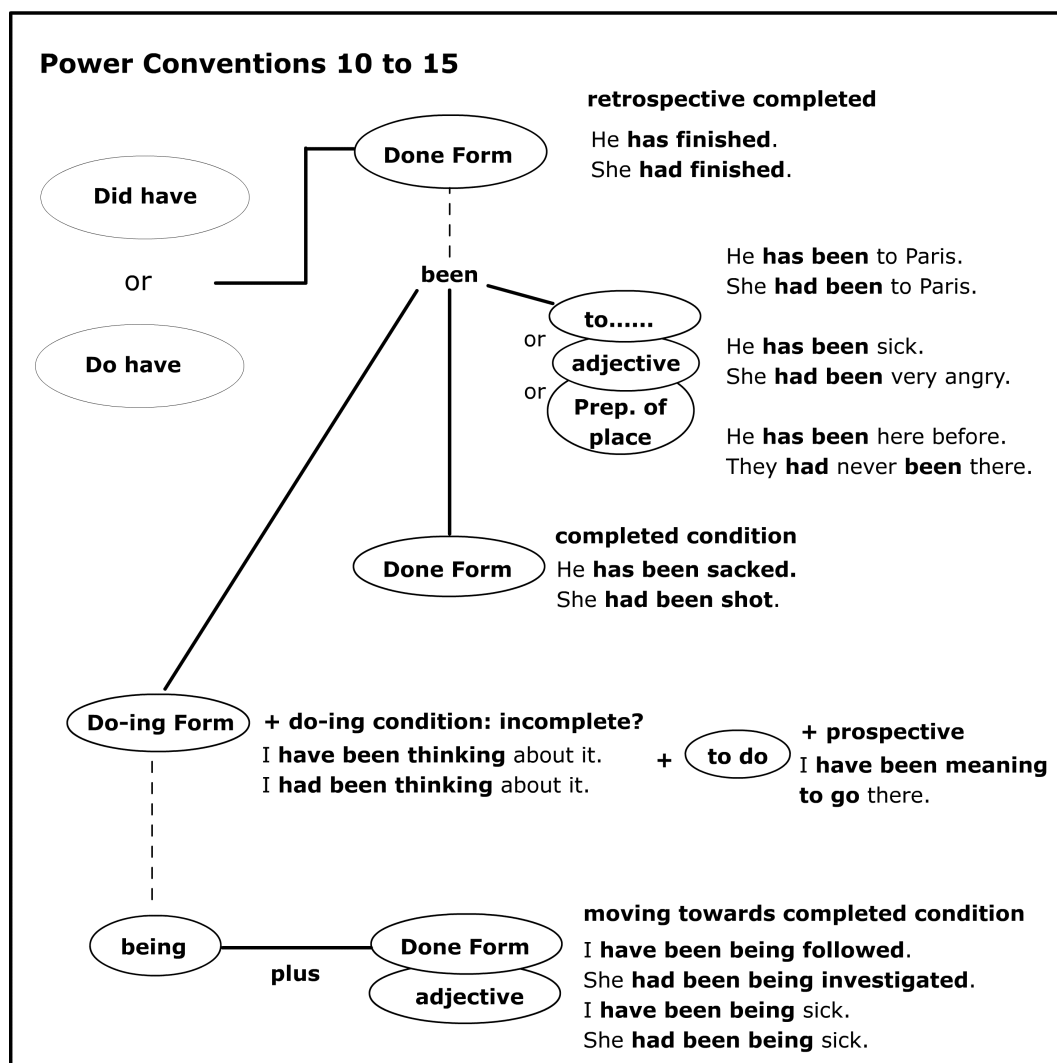 Power Conventions 10 to 15
retrospective completed
Done Form
He has finished.
She had finished.
Did have
or
Do have
been
He has been to Paris.
She had been to Paris.
to......
or
adjective
He has been sick.
She had been very angry.
or
Prep. of
place
He has been here before.
They had never been there.
completed condition
Done Form
He has been sacked.
She had been shot.
Do-ing Form
+ do-ing condition: incomplete?
I have been thinking about it.
I had been thinking about it.
+
to do
+ prospective
I have been meaning
to go there.
being
plus
Done Form
adjective
moving towards completed condition
I have been being followed.
She had been being investigated.
I have been being sick.
She had been being sick.